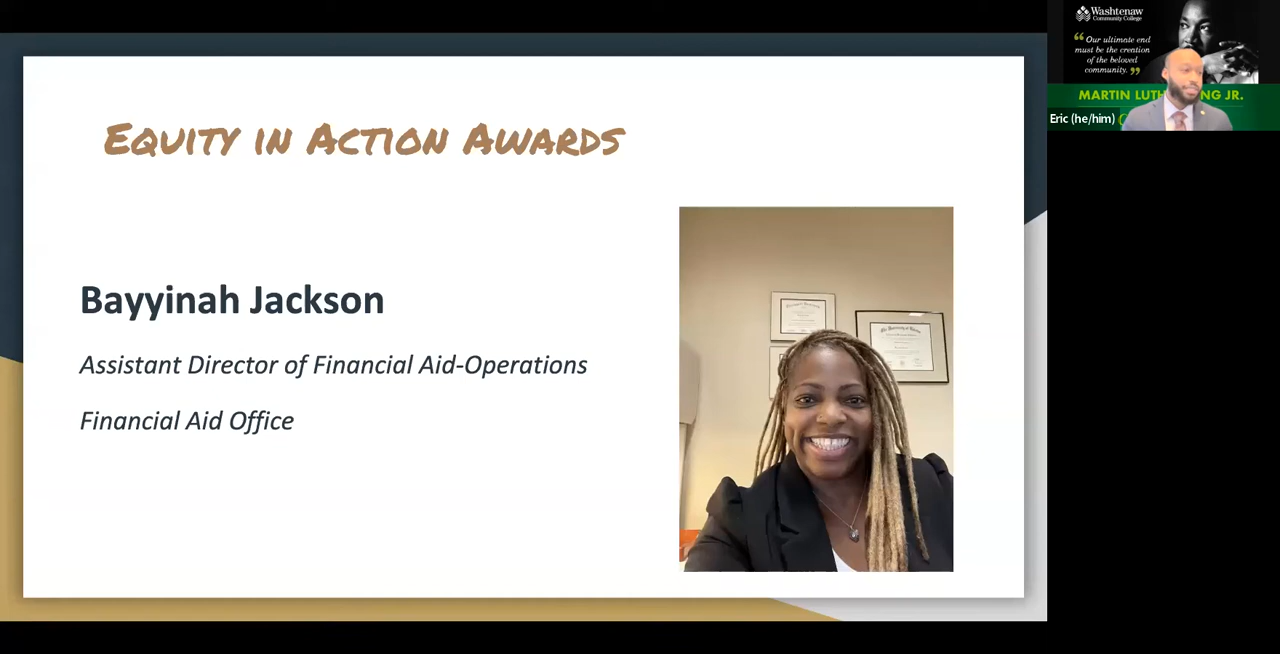 Equity in Action Awards
Bayyinah Jackson
Assistant Director of Financial Aid-Operations
Financial Aid Office
Washtenaw
Community College
“Our ultimate end
must be the creation
of the beloved
community.”
MARTIN LUTH NG JR.
Eric (he/him)